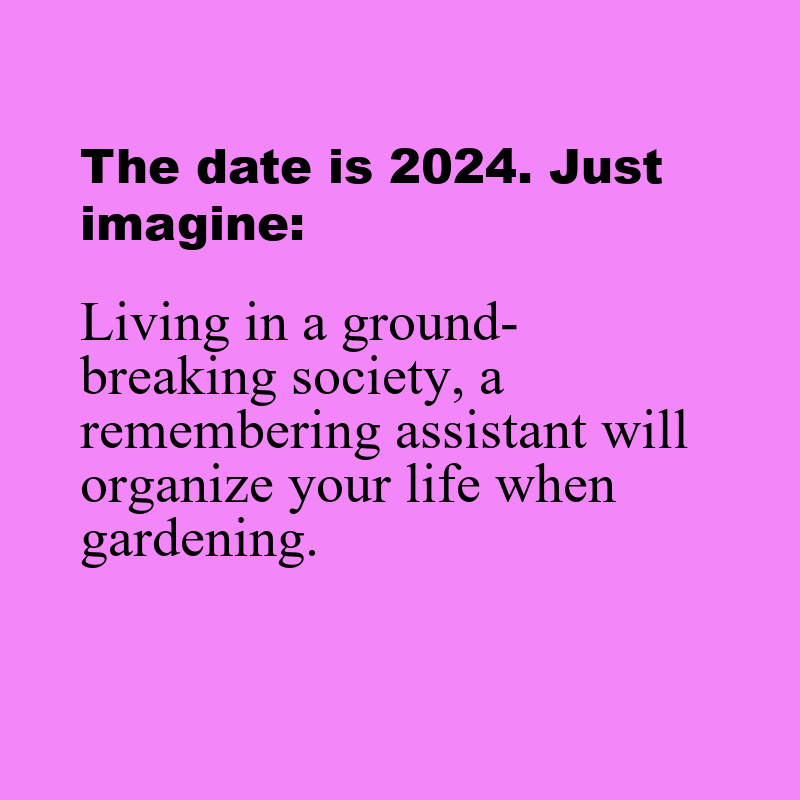 The date is 2024. Just
imagine:
Living in a ground-
breaking society, a
remembering assistant will
organize your life when
gardening.